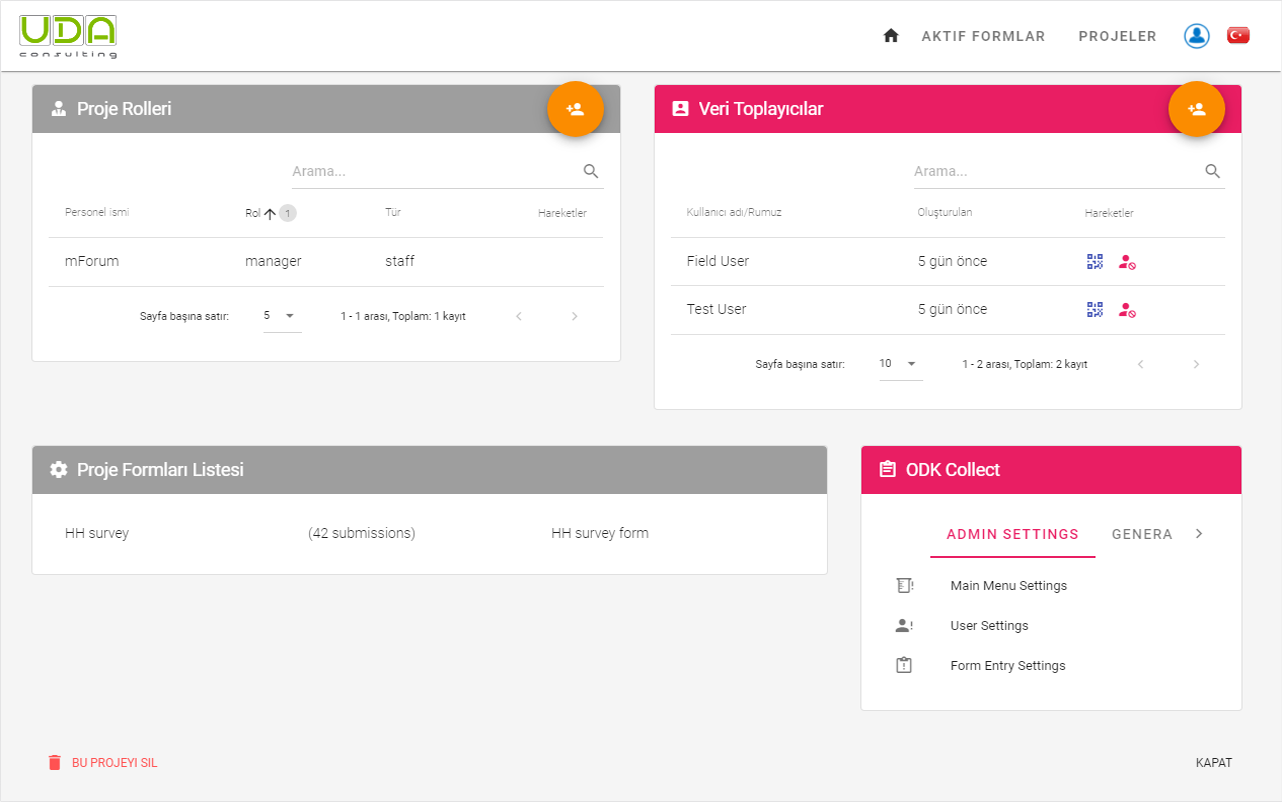 UDA
consulting
AKTIF FORMLAR
PROJELER
Proje Rolleri
Arama...
Personel ismi
Rol
1
Tür
Hareketler
mForum
manager
staff
Sayfa başına satır:
5
1 - 1 arası, Toplam: 1 kayıt
Veri Toplayıcılar
Arama...
Kullanıcı adı/Rumuz
Oluşturulan
Hareketler
Field User
5 gün önce
Test User
5 gün önce
Sayfa başına satır:
10
1 - 2 arası, Toplam: 2 kayıt
Proje Formları Listesi
HH survey
(42 submissions)
HH survey form
ODK Collect
ADMIN SETTINGS
GENERA
Main Menu Settings
User Settings
Form Entry Settings
BU PROJEYI SIL
KAPAT